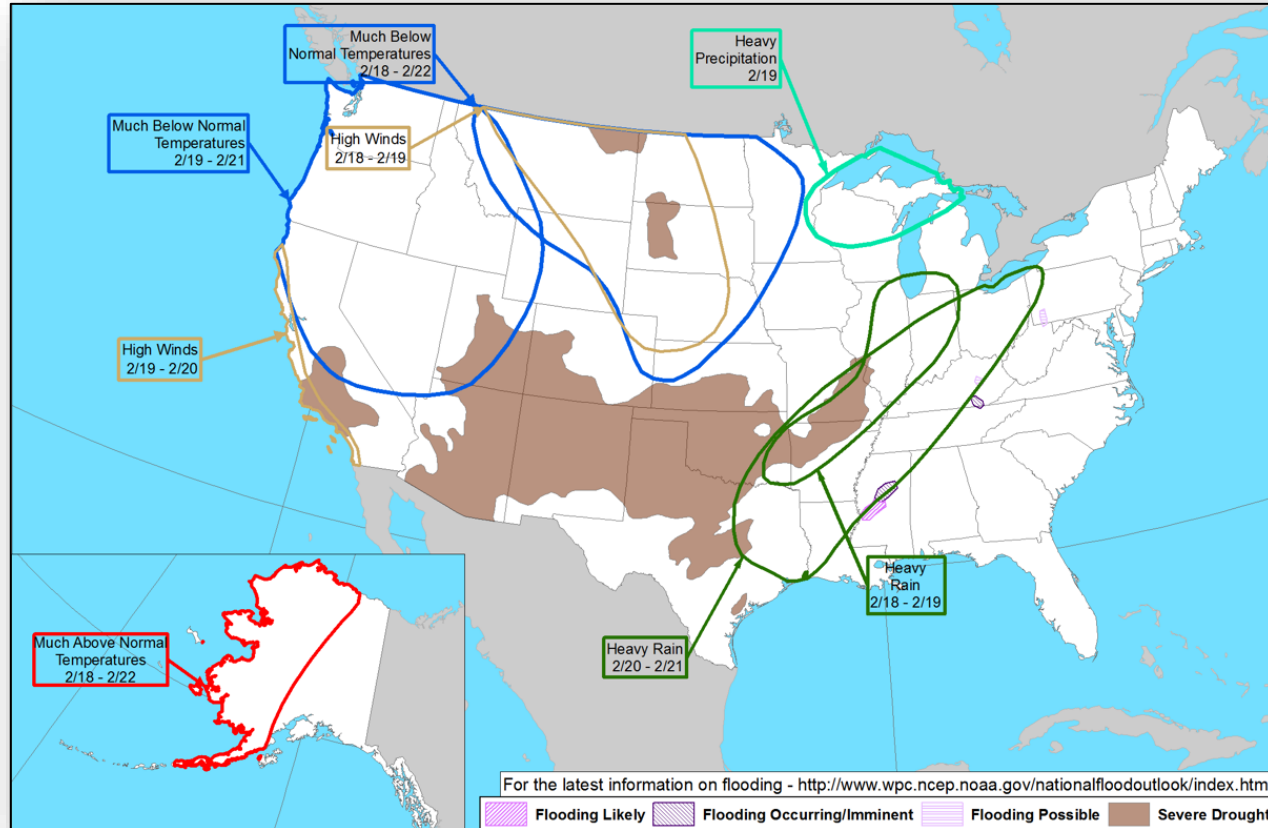 Much Below
Normal Temperatures
2/18 - 2/22
Heavy
Precipitation
2/19
Much Below Normal
Temperatures
2/19 - 2/21
High Winds
2/18 - 2/19
High Winds
2/19 - 2/20
Heavy
Rain
2/18 - 2/19
Heavy Rain
2/20 - 2/21
Much Above Normal
Temperatures
2/18 - 2/22
For the latest information on flooding - http://www.wpc.ncep.noaa.gov/nationalfloodoutlook/index.htm
Flooding Likely
Flooding Occurring/Imminent
Flooding Possible
Severe Drought